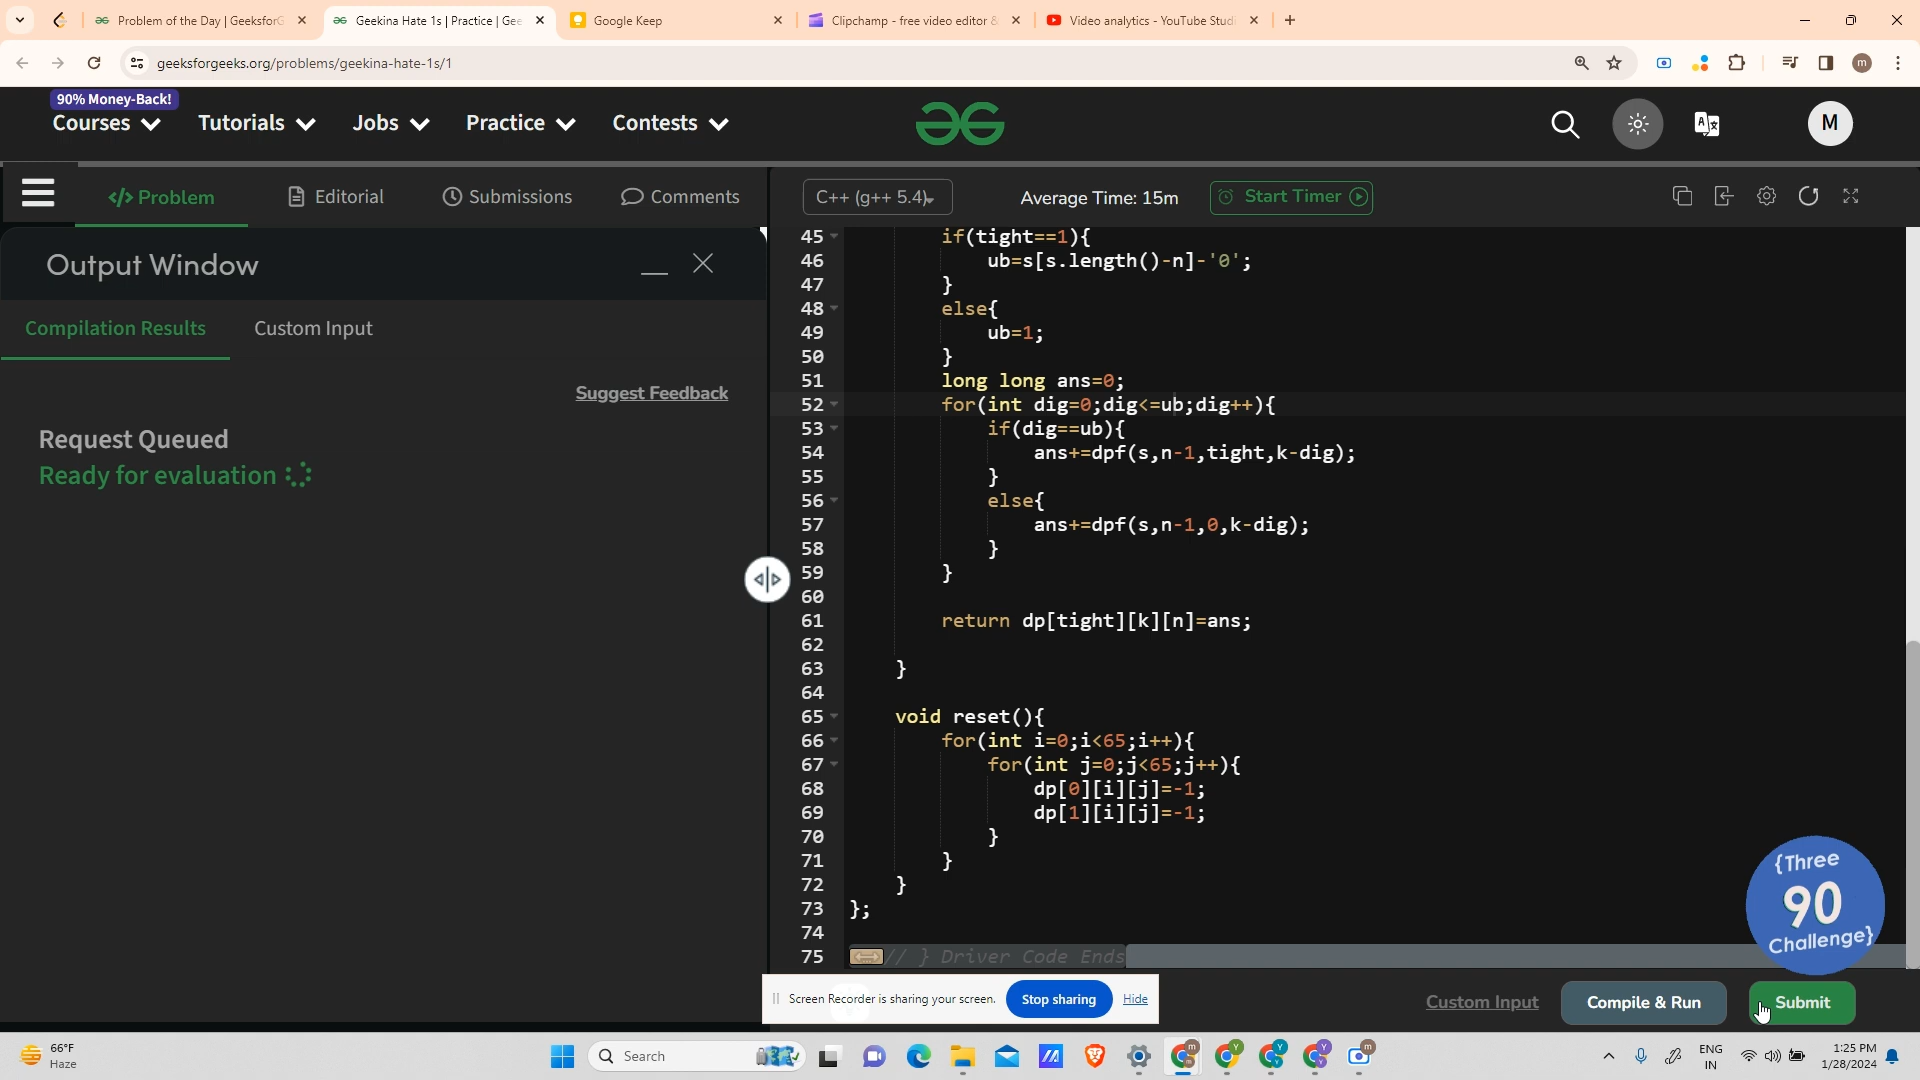 Problem of the Day | GeeksforG
Geekina Hate 1s | Practice | Gee
Google Keep
Clipchamp - free video editor &
Video analytics - YouTube Studi
geeksforgeeks.org/problems/geekina-hate-1s/1
m
90% Money-Back!
Courses
Tutorials
Jobs
Practice
Contests
M
</> Problem
Editorial
Submissions
Comments
C++ (g++ 5.4)
Average Time: 15m
Start Timer
Output Window
Compilation Results
Custom Input
Suggest Feedback
Request Queued
Ready for evaluation
45 if(tight==1){
46 ub=s[s.length()-n]-'0';
47 }
48 else{
49 ub=1;
50 }
51 long long ans=0;
52 for(int dig=0;dig<=ub;dig++){
53 if(dig==ub){
54 ans+=dpf(s,n-1,tight,k-dig);
55 }
56 else{
57 ans+=dpf(s,n-1,0,k-dig);
58 }
59 }
60
61 return dp[tight][k][n]=ans;
62
63 }
64
65 void reset(){
66 for(int i=0;i<65;i++){
67 for(int j=0;j<65;j++){
68 dp[0][i][j]=-1;
69 dp[1][i][j]=-1;
70 }
71 }
72 }
73 };
74
75 // } Driver Code Ends
{Three
90
Challenge}
Screen Recorder is sharing your screen.
Stop sharing
Hide
Custom Input
Compile & Run
Submit
66°F
Haze
Search
ENG
IN
1:25 PM
1/28/2024